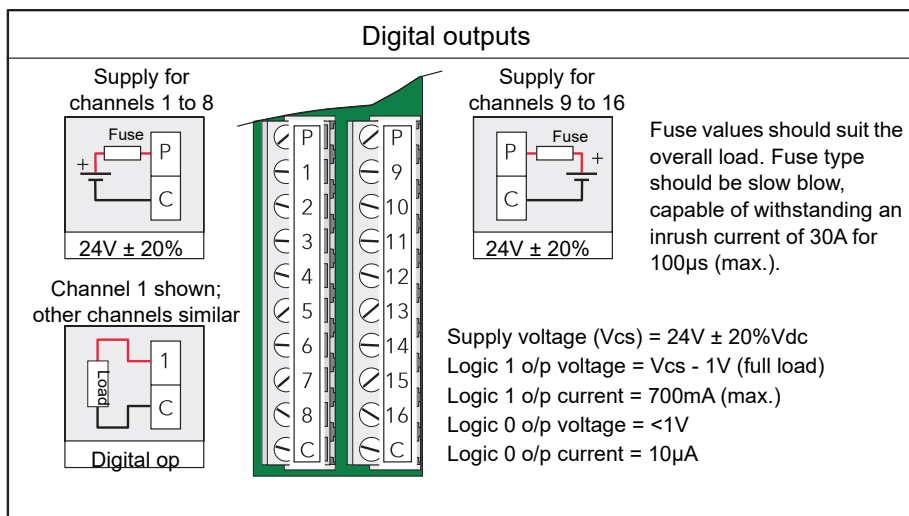 Digital outputs
Supply for
channels 1 to 8
Fuse
+
P
C
24V ± 20%
Channel 1 shown;
other channels similar
Load
1
C
Digital op
P
1
2
3
4
5
6
7
8
C
P
9
10
11
12
13
14
15
16
C
Supply for
channels 9 to 16
P
Fuse
+
C
24V ± 20%
Fuse values should suit the
overall load. Fuse type
should be slow blow,
capable of withstanding an
inrush current of 30A for
100µs (max.).
Supply voltage (Vcs) = 24V ± 20%Vdc
Logic 1 o/p voltage = Vcs - 1V (full load)
Logic 1 o/p current = 700mA (max.)
Logic 0 o/p voltage = <1V
Logic 0 o/p current = 10µA